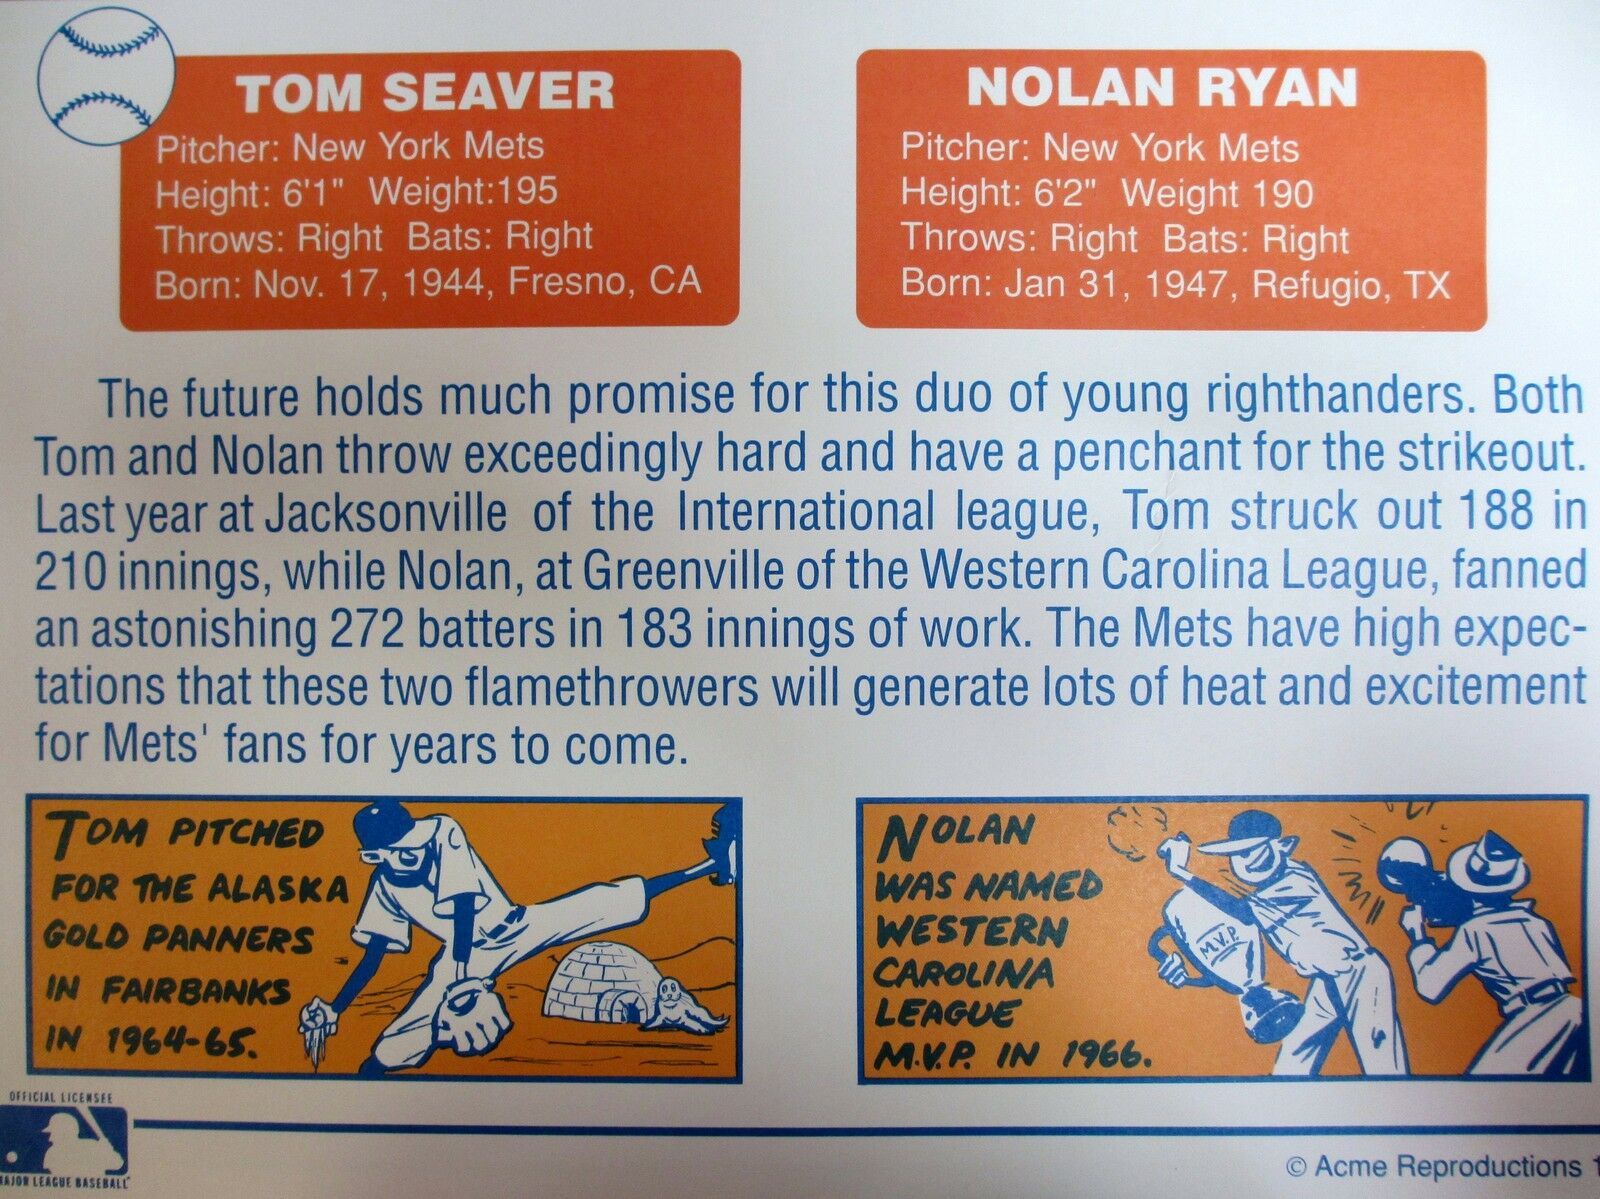 TOM SEAVER
Pitcher: New York Mets
Height: 6'1" Weight:195
Throws: Right Bats: Right
Born: Nov. 17, 1944, Fresno, CA
NOLAN RYAN
Pitcher: New York Mets
Height: 6'2" Weight 190
Throws: Right Bats: Right
Born: Jan 31, 1947, Refugio, TX
The future holds much promise for this duo of young righthanders. Both
Tom and Nolan throw exceedingly hard and have a penchant for the strikeout.
Last year at Jacksonville of the International league, Tom struck out 188 in
210 innings, while Nolan, at Greenville of the Western Carolina League, fanned
an astonishing 272 batters in 183 innings of work. The Mets have high expec-
tations that these two flamethrowers will generate lots of heat and excitement
for Mets' fans for years to come.
TOM PITCHED
FOR THE ALASKA
GOLD PANNERS
IN FAIRBANKS
IN 1964-65.
NOLAN
WAS NAMED
WESTERN
CAROLINA
LEAGUE
M.V.P. IN 1966.
M.V.P.
OFFICIAL LICENSEE
MAJOR LEAGUE BASEBALL
© Acme Reproductions 1